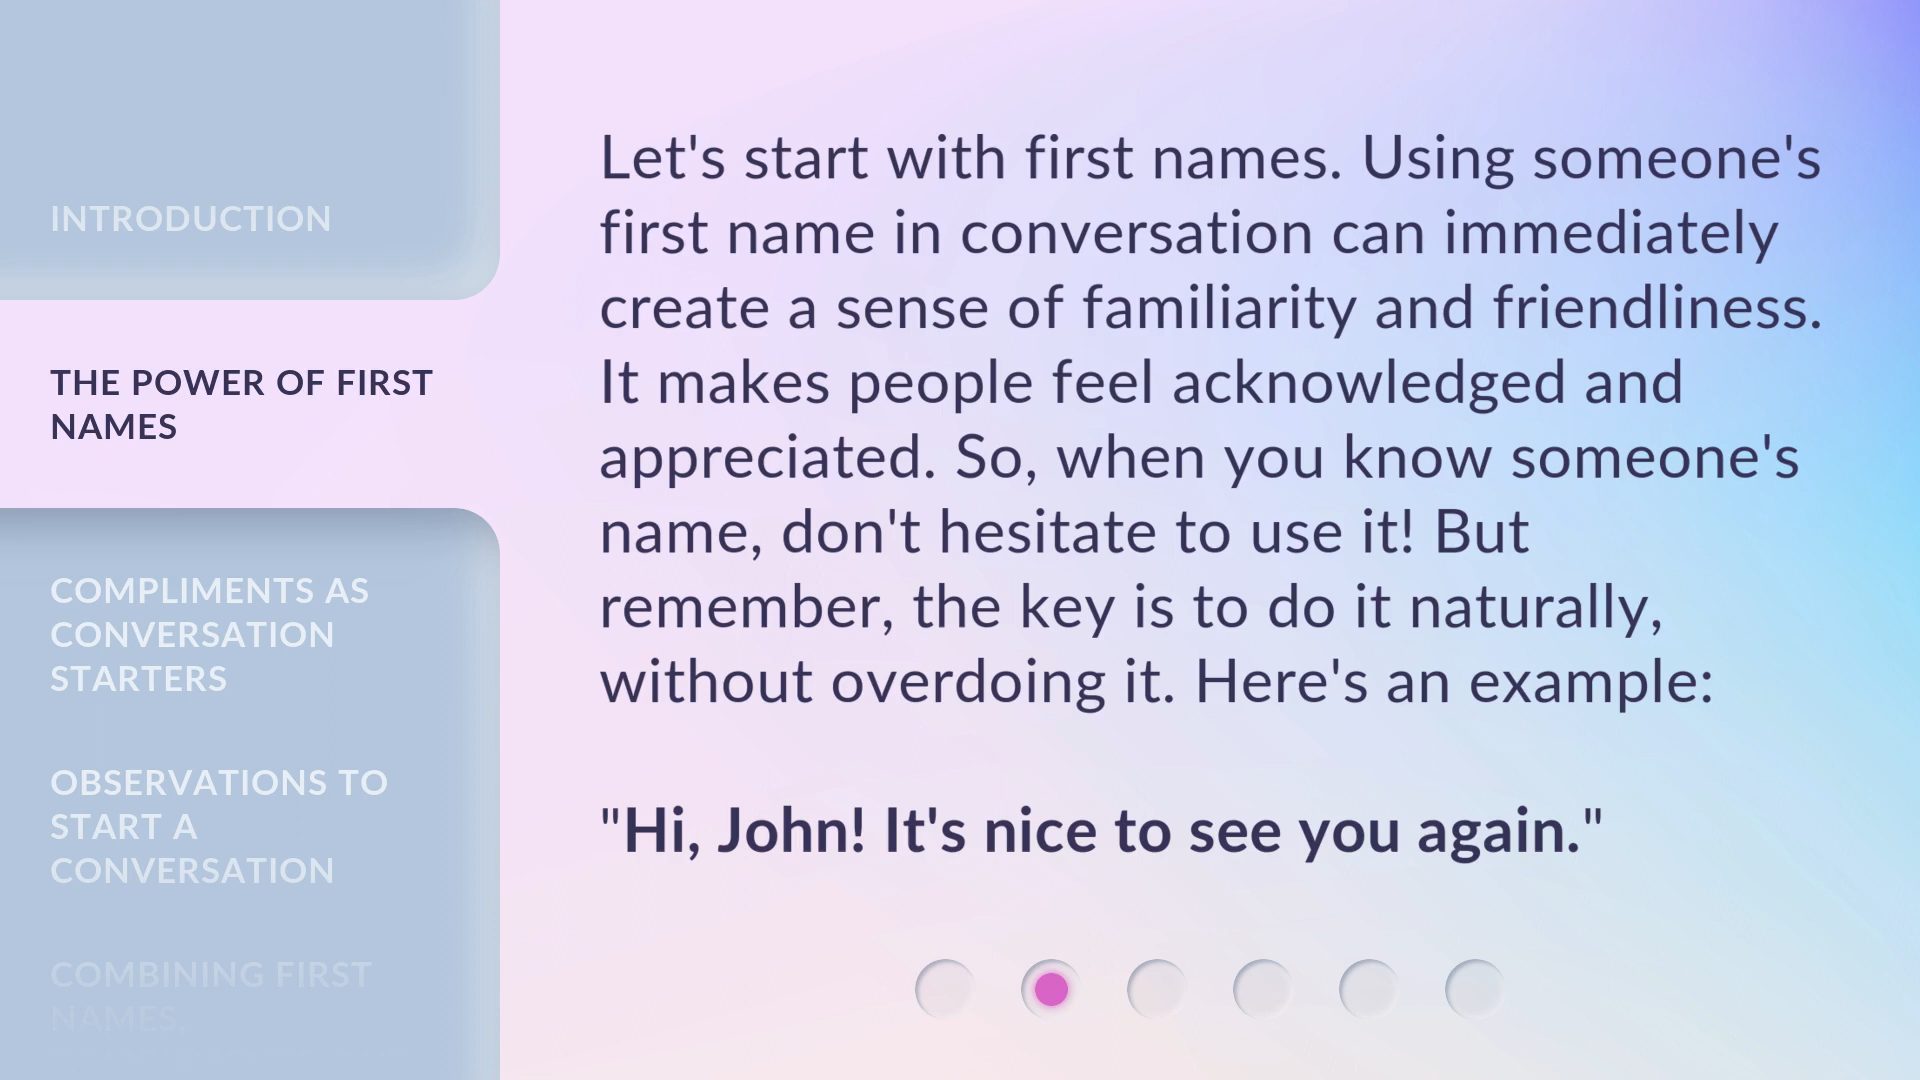 INTRODUCTION
THE POWER OF FIRST
NAMES
COMPLIMENTS AS
CONVERSATION
STARTERS
OBSERVATIONS TO
START A
CONVERSATION
COMBINING FIRST
NAMES.
Let's start with first names. Using someone's
first name in conversation can immediately
create a sense of familiarity and friendliness.
It makes people feel acknowledged and
appreciated. So, when you know someone's
name, don't hesitate to use it! But
remember, the key is to do it naturally,
without overdoing it. Here's an example:
"Hi, John! It's nice to see you again."